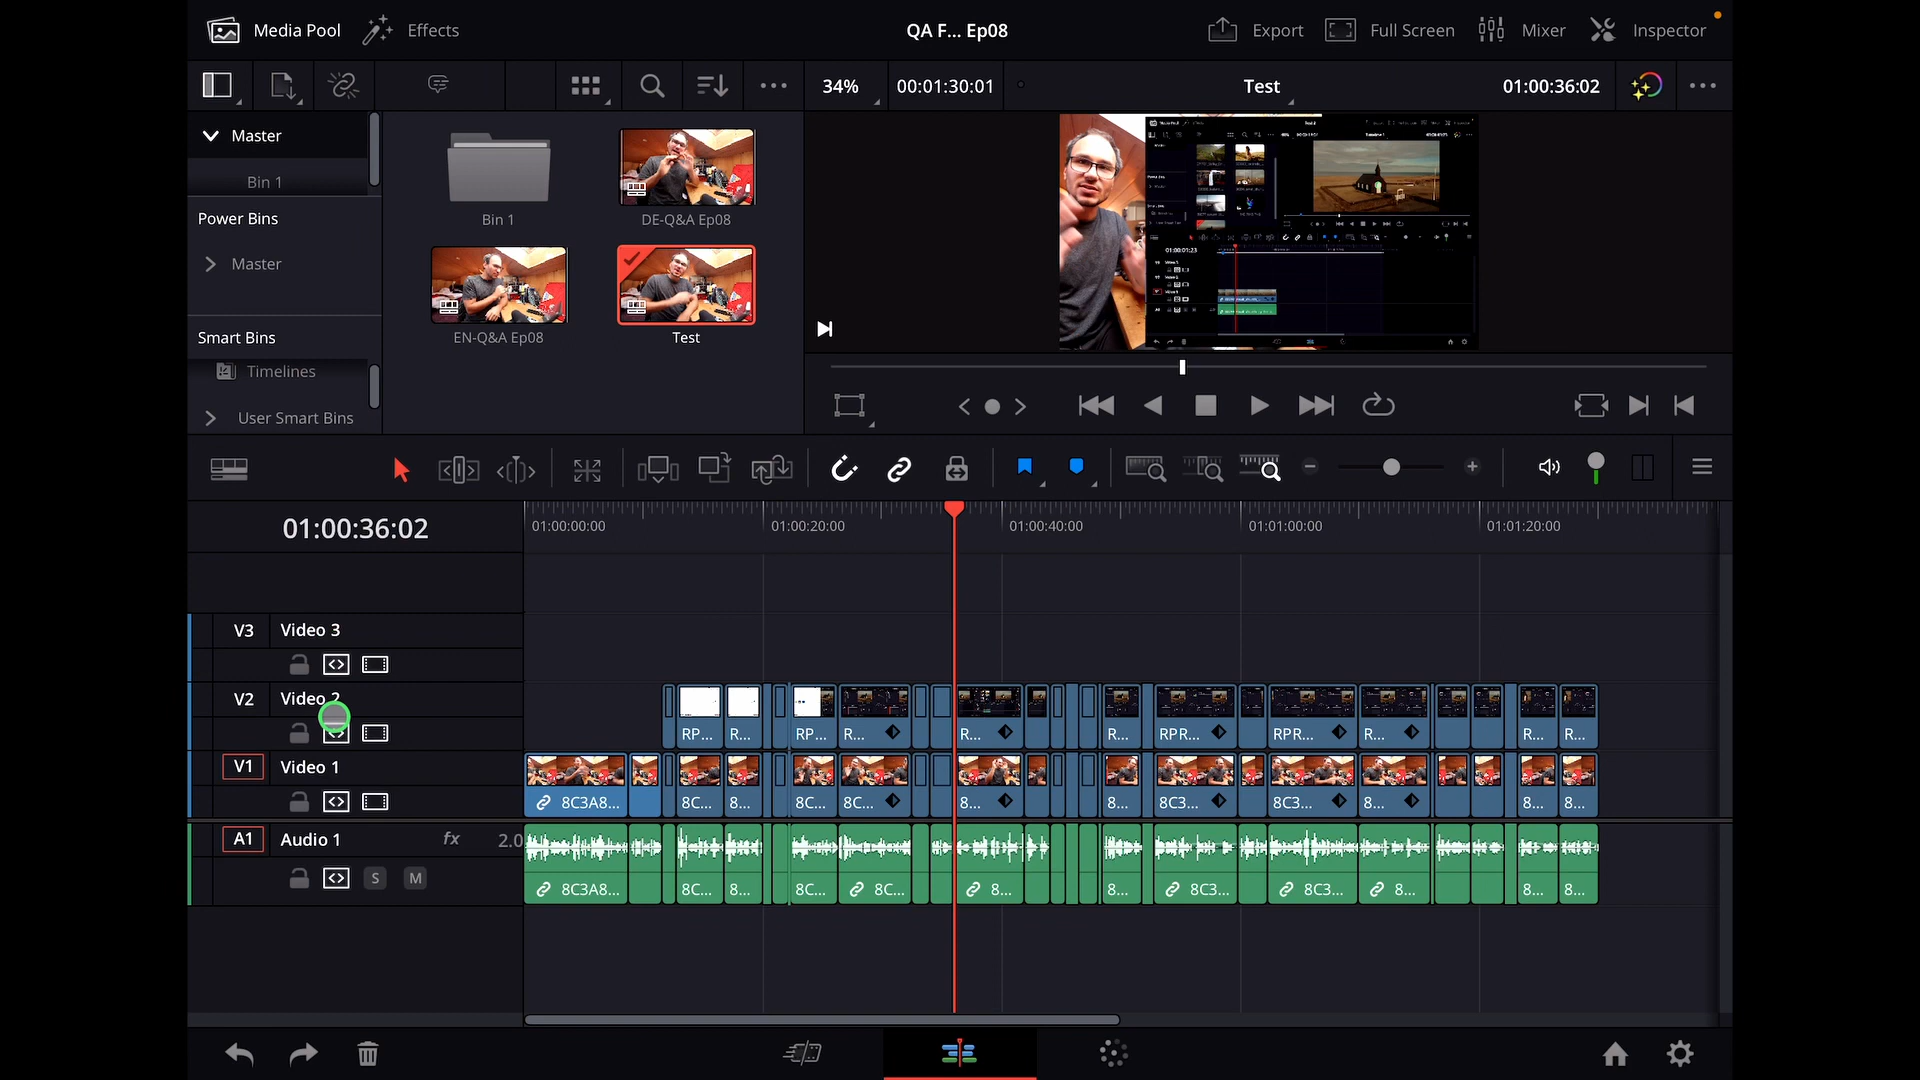 Media Pool
Effects
QA F... Ep08
Export
Full Screen
Mixer
Inspector
34%
00:01:30:01
Test
01:00:36:02
Master
Bin 1
Power Bins
Master
Smart Bins
Timelines
User Smart Bins
Bin 1
DE-Q&A Ep08
EN-Q&A Ep08
Test
01:00:36:02
01:00:00:00
01:00:20:00
01:00:40:00
01:01:00:00
01:01:20:00
V3 Video 3
V2 Video 2
RP... R... RP... R... R... R... RPR... RPR... R... R... R...
V1 Video 1
8C3A8... 8C... 8... 8C... 8C... 8... 8... 8C3... 8C3... 8... 8... 8...
A1 Audio 1 fx 2.0
S M
8C3A8... 8C... 8... 8C... 8C... 8... 8... 8C3... 8C3... 8... 8... 8...